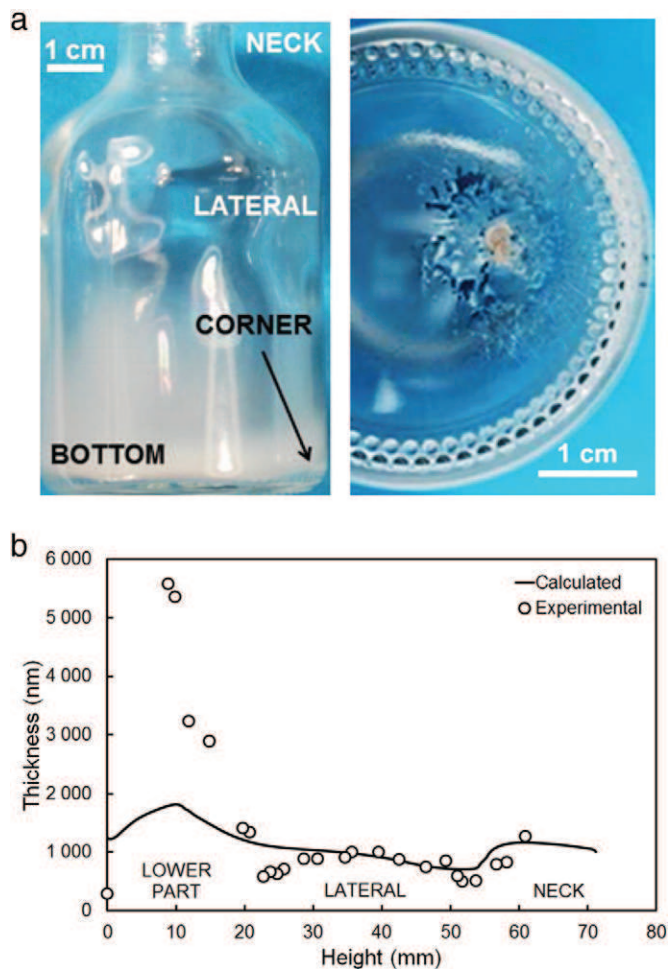 a
1 cm
NECK
LATERAL
CORNER
BOTTOM
1 cm
b
6 000
5 000
4 000
3 000
2 000
1 000
0
Thickness (nm)
Calculated
Experimental
LOWER
PART
LATERAL
NECK
0
10
20
30
40
50
60
70
80
Height (mm)